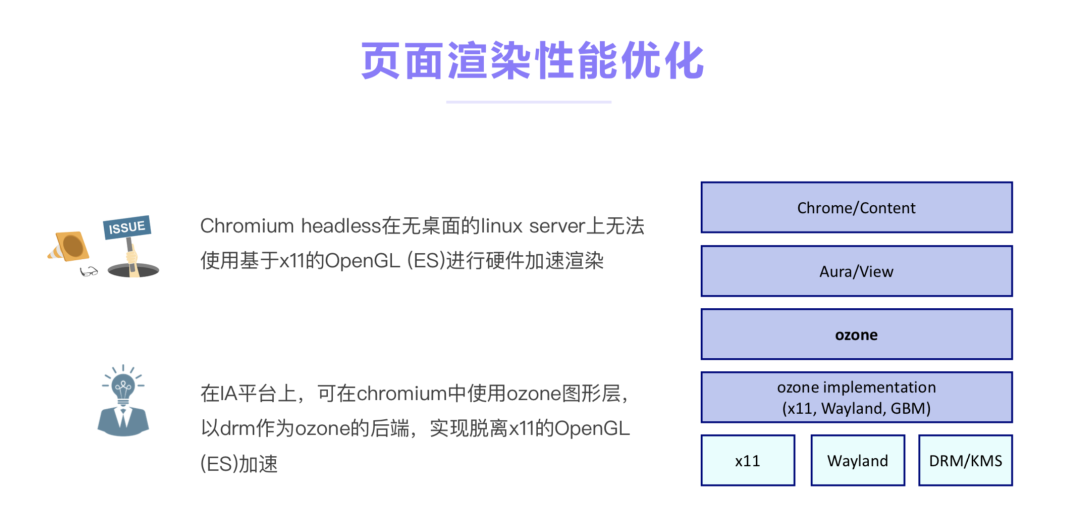 页面渲染性能优化
ISSUE
Chromium headless在无桌面的linux server上无法
使用基于x11的OpenGL (ES)进行硬件加速渲染
在IA平台上，可在chromium中使用ozone图形层，
以drm作为ozone的后端，实现脱离x11的OpenGL
(ES)加速
Chrome/Content
Aura/View
ozone
ozone implementation
(x11, Wayland, GBM)
x11
Wayland
DRM/KMS